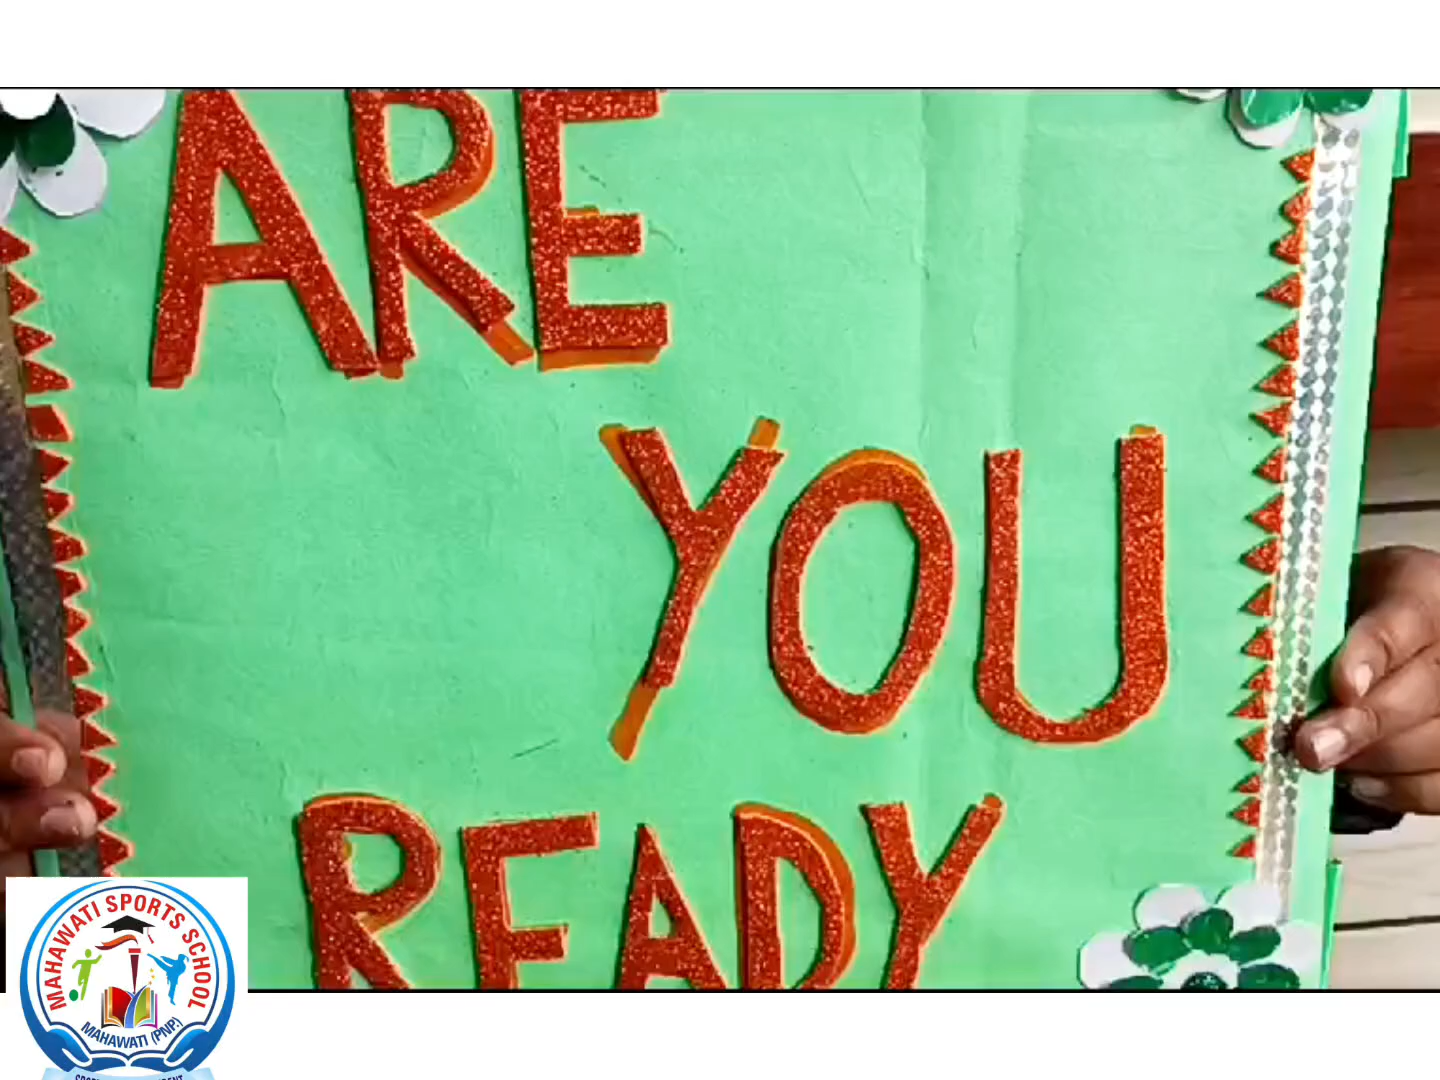 ARE
YOU
READY
MAHAWATI SPORTS SCHOOL
MAHAWATI (PNP.)